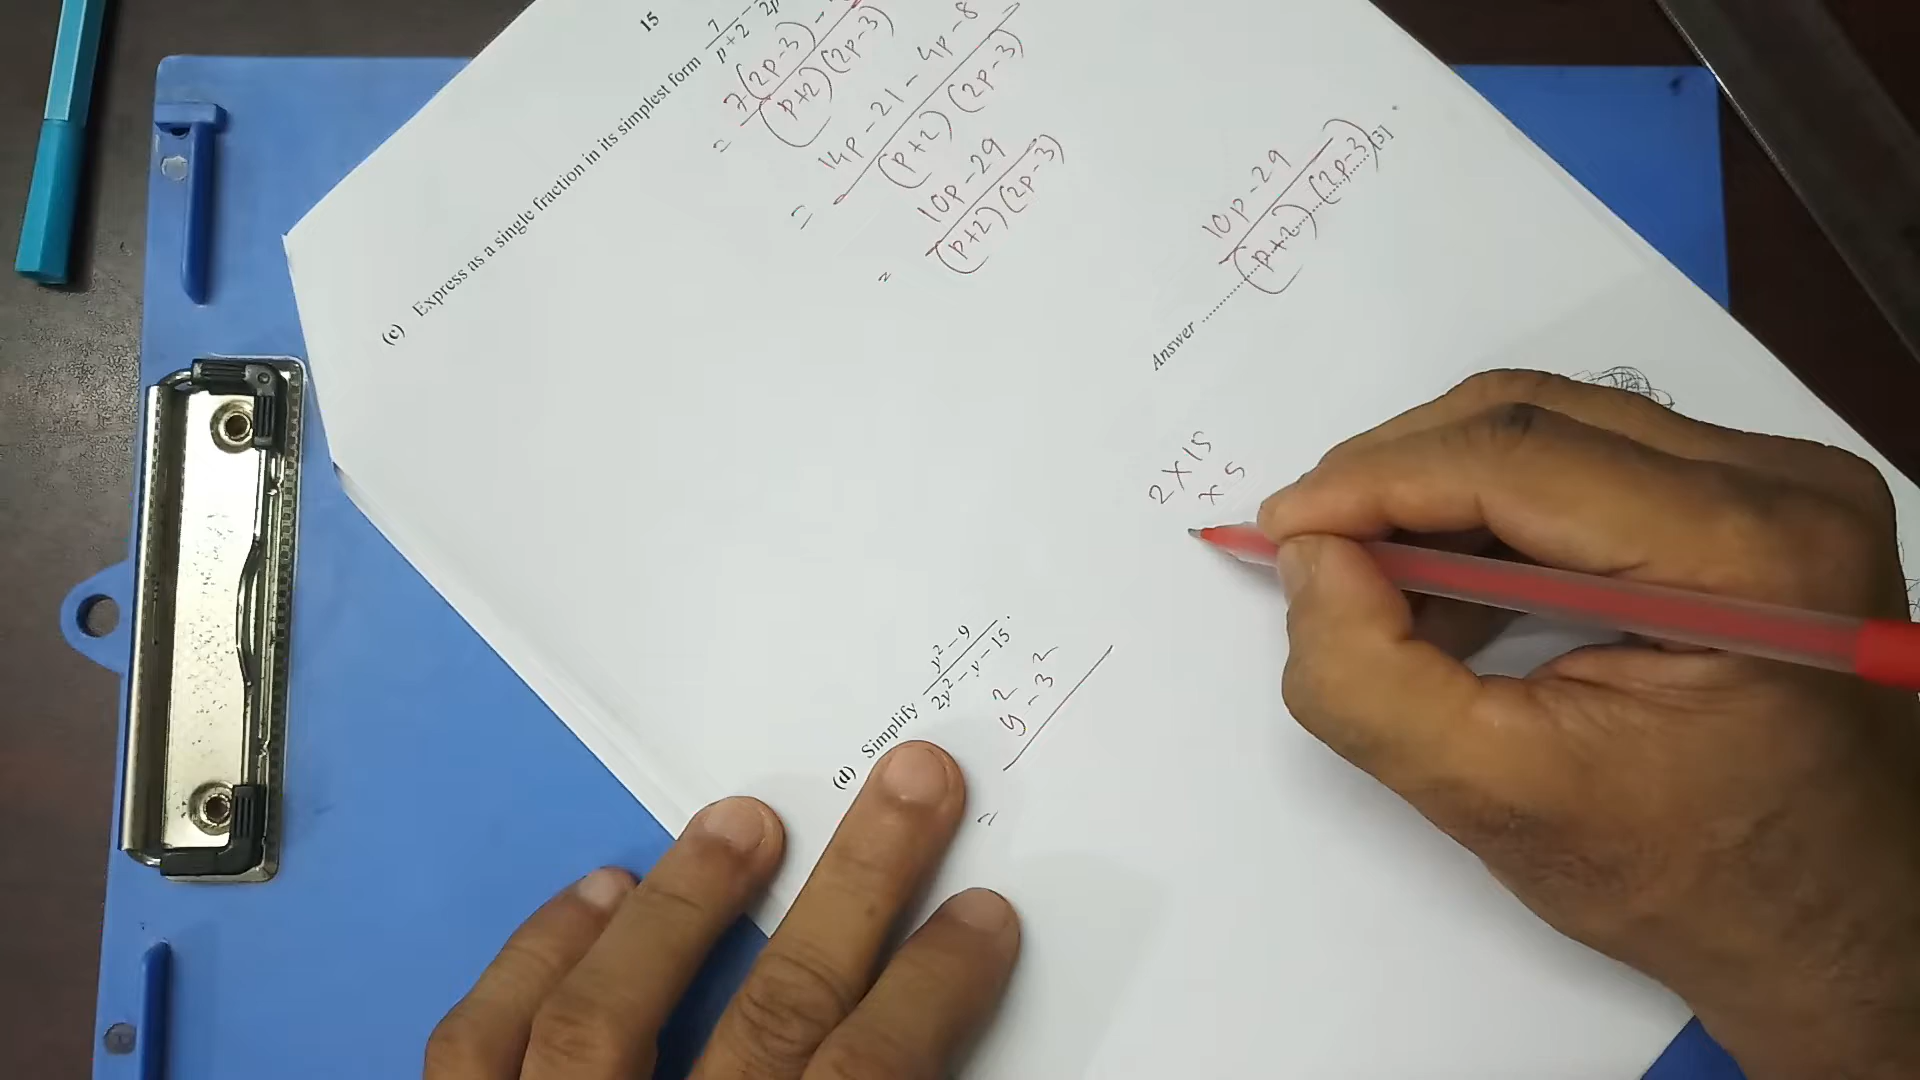 15
(c) Express as a single fraction in its simplest form 7/(p+2) − /2p
= 7(2p-3) - / (p+2)(2p-3)
= 14p - 21 - 4p - 8 / (p+2)(2p-3)
= 10p - 29 / (p+2)(2p-3)
10p - 29 / (p+2)(2p-3)
Answer .......... [3]
2 × 15
× 5
(d) Simplify y² − 9 / 2y² − y − 15 .
= y² - 3²